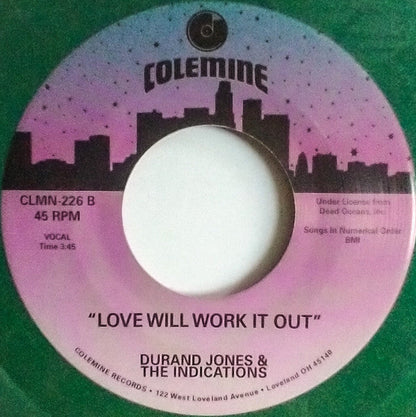 COLEMINE
CLMN-226 B
45 RPM
VOCAL
Time 3:45
Under License from
Dead Oceans, Inc.
Songs In Numerical Order
BMI
"LOVE WILL WORK IT OUT"
DURAND JONES &
THE INDICATIONS
COLEMINE RECORDS • 122 West Loveland Avenue • Loveland OH 45140